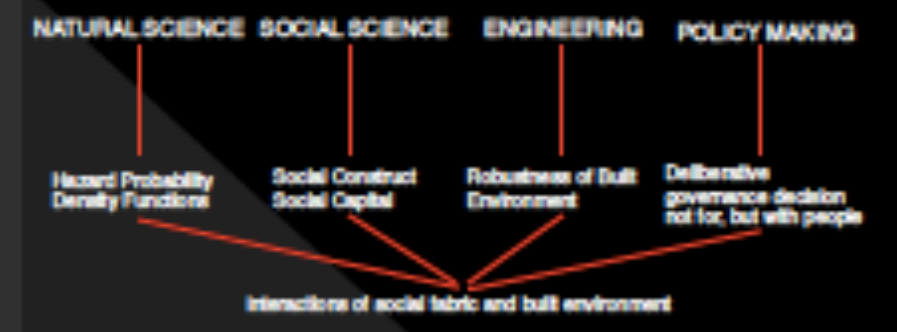 NATURAL SCIENCE SOCIAL SCIENCE ENGINEERING POLICY MAKING
Hazard Probability
Density Functions
Social Construct
Social Capital
Robustness of Built
Environment
Deliberative
governance decision
not for, but with people
Interactions of social fabric and built environment